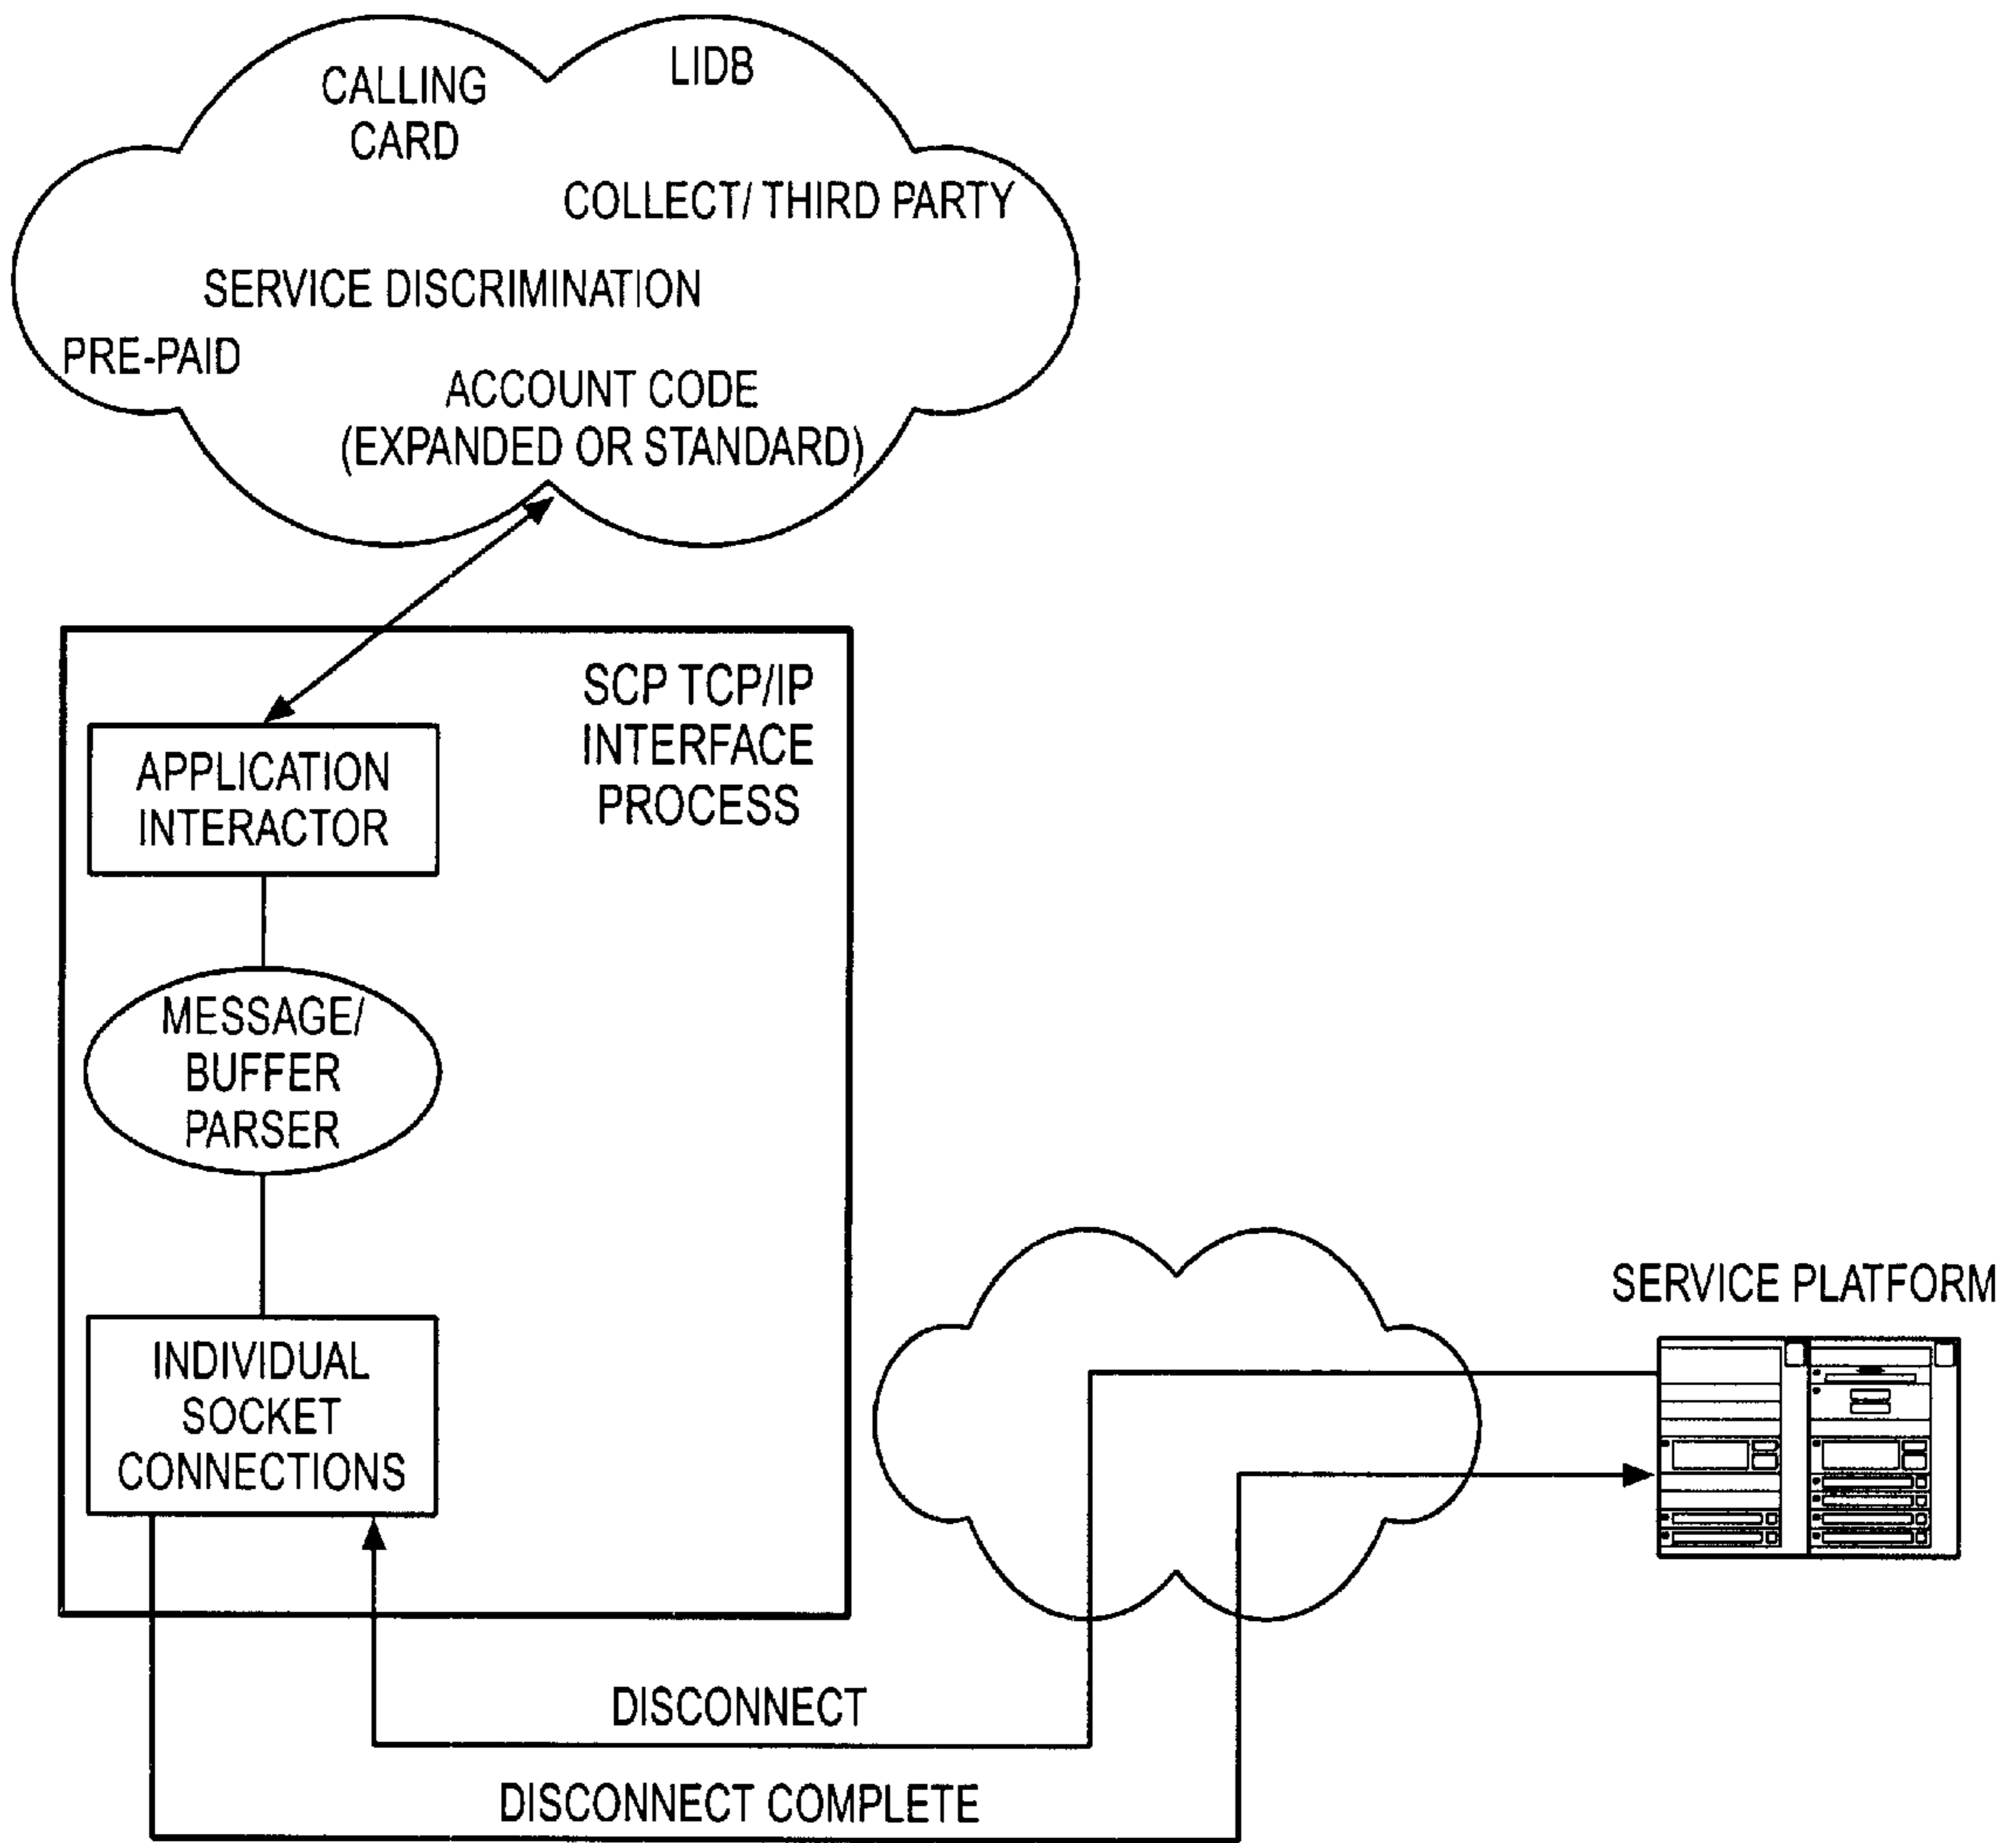 CALLING
CARD
LIDB
COLLECT/ THIRD PARTY
SERVICE DISCRIMINATION
PRE-PAID
ACCOUNT CODE
(EXPANDED OR STANDARD)
SCP TCP/IP
INTERFACE
PROCESS
APPLICATION
INTERACTOR
MESSAGE/
BUFFER
PARSER
INDIVIDUAL
SOCKET
CONNECTIONS
SERVICE PLATFORM
DISCONNECT
DISCONNECT COMPLETE